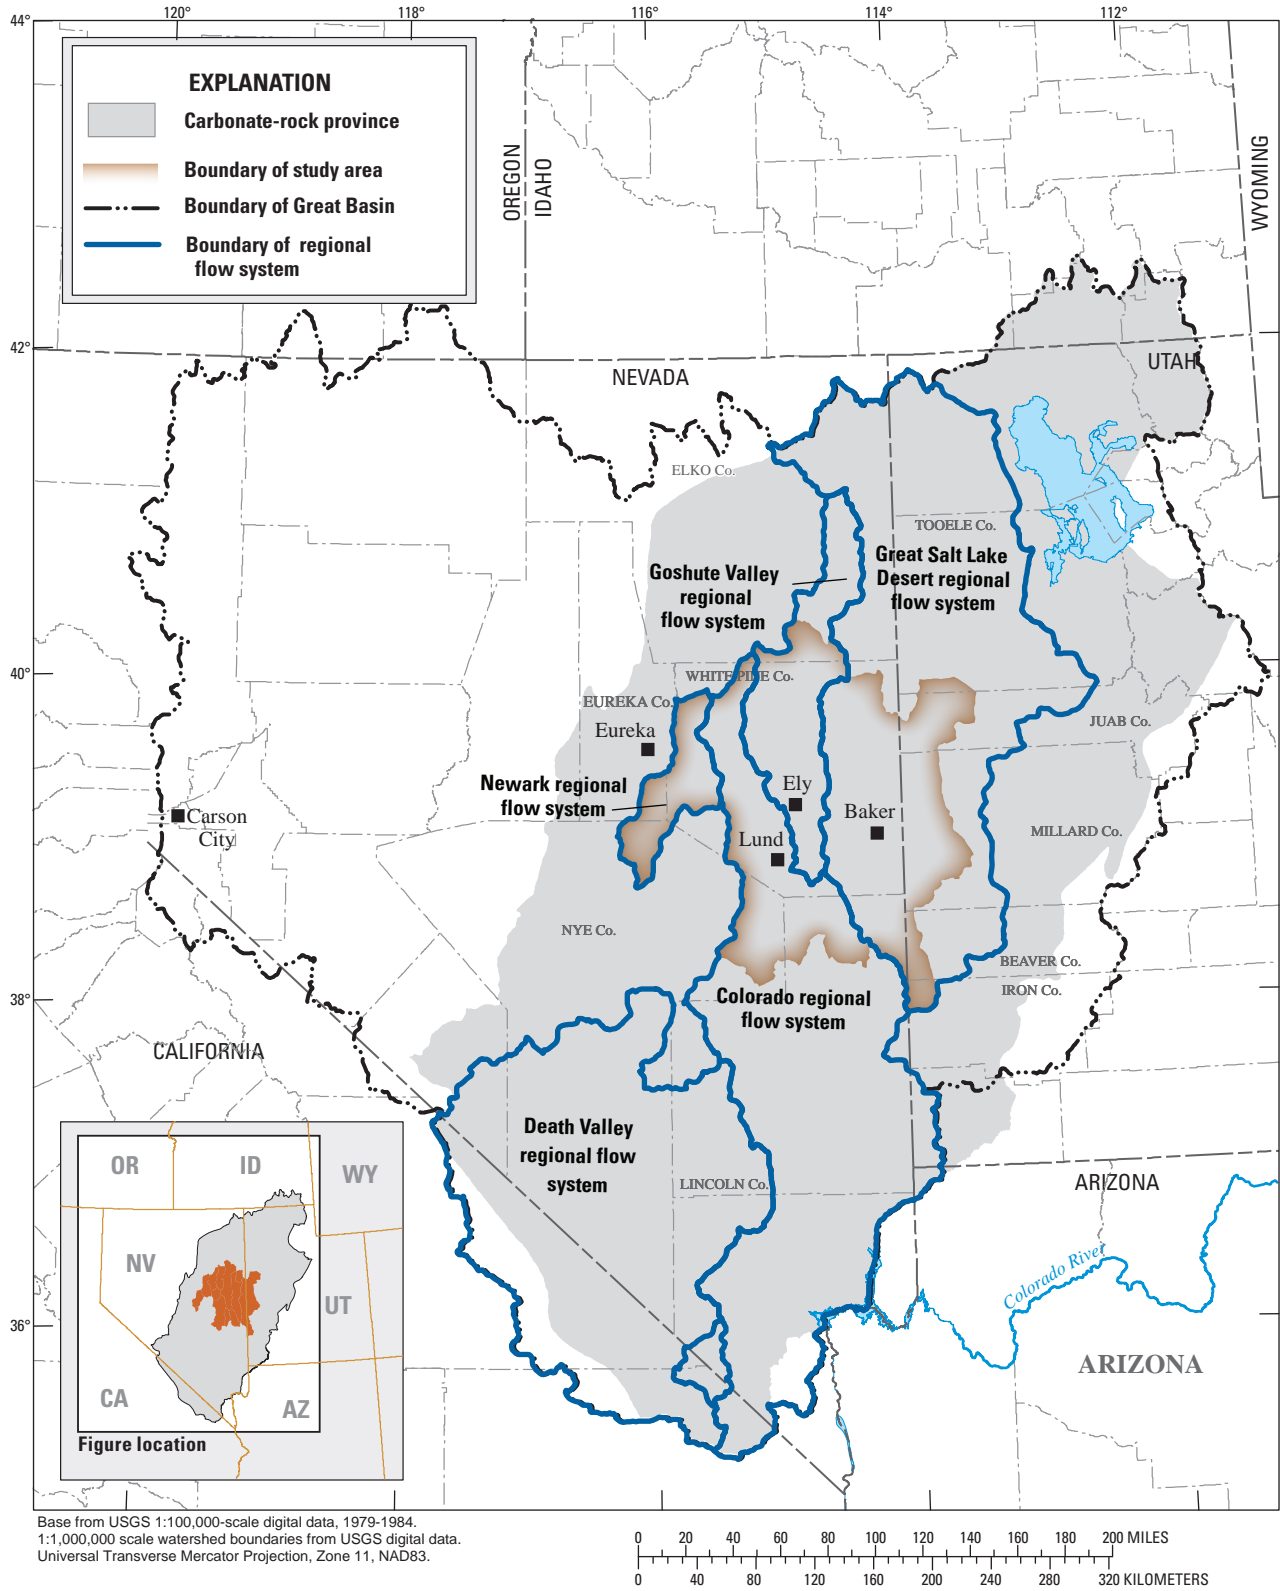 120°
118°
116°
114°
112°
44°
42°
40°
38°
36°
EXPLANATION
Carbonate-rock province
Boundary of study area
Boundary of Great Basin
Boundary of regional
flow system
OREGON
IDAHO
WYOMING
NEVADA
UTAH
ELKO Co.
TOOELE Co.
Great Salt Lake
Desert regional
flow system
Goshute Valley
regional
flow system
WHITE PINE Co.
EUREKA Co.
Eureka
JUAB Co.
Newark regional
flow system
Ely
Baker
Carson
City
Lund
MILLARD Co.
NYE Co.
BEAVER Co.
IRON Co.
Colorado regional
flow system
CALIFORNIA
Death Valley
regional flow
system
LINCOLN Co.
ARIZONA
Colorado River
ARIZONA
OR
ID
WY
NV
UT
CA
AZ
Figure location
Base from USGS 1:100,000-scale digital data, 1979-1984.
1:1,000,000 scale watershed boundaries from USGS digital data.
Universal Transverse Mercator Projection, Zone 11, NAD83.
0 20 40 60 80 100 120 140 160 180 200 MILES
0 40 80 120 160 200 240 280 320 KILOMETERS